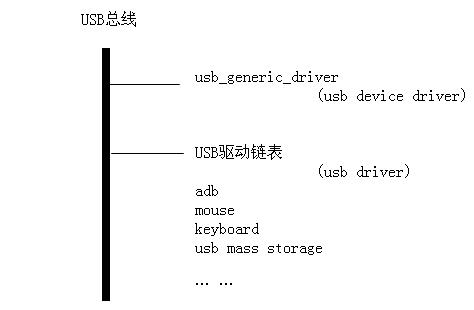 USB总线
usb_generic_driver
(usb device driver)
USB驱动链表
(usb driver)
adb
mouse
keyboard
usb mass storage
... ...